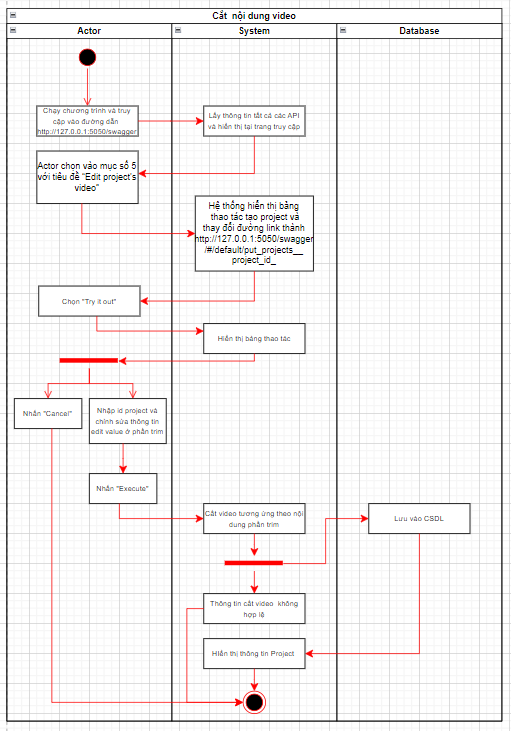 Cắt nội dung video
Actor
System
Database
Chạy chương trình và truy
cập vào đường dẫn
http://127.0.0.1:5050/swagger
Lấy thông tin tất cả các API
và hiển thị tại trang truy cập
Actor chọn vào mục số 5
với tiêu đề "Edit project's
video"
Hệ thống hiển thị bảng
thao tác tạo project và
thay đổi đường link thành
http://127.0.0.1:5050/swagger
/#/default/put_projects__
project_id_
Chọn "Try it out"
Hiển thị bảng thao tác
Nhấn "Cancel"
Nhập id project và
chỉnh sửa thông tin
edit value ở phần trim
Nhấn "Execute"
Cắt video tương ứng theo nội
dung phần trim
Lưu vào CSDL
Thông tin cắt video không
hợp lệ
Hiển thị thông tin Project